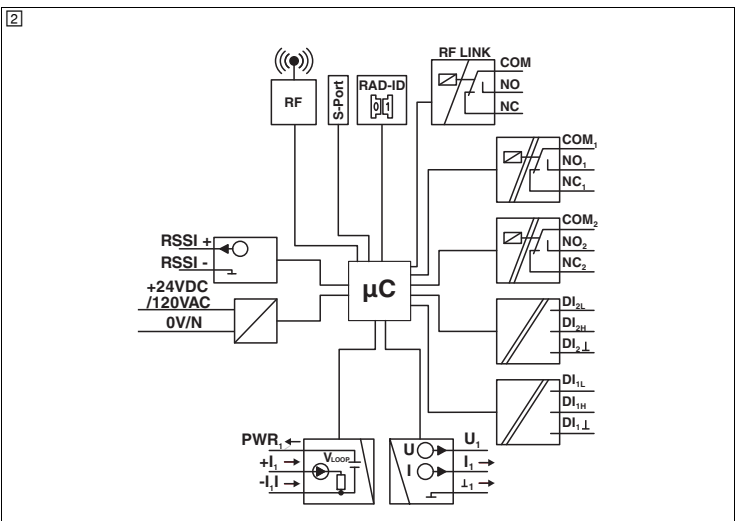 2
RF LINK
COM
NO
NC
RF
S-Port
RAD-ID
0 1
COM₁
NO₁
NC₁
COM₂
NO₂
NC₂
RSSI +
RSSI -
+24VDC
/120VAC
0V/N
µC
DI₂L
DI₂H
DI₂⊥
DI₁L
DI₁H
DI₁⊥
PWR₁
+I₁
-I₁I
VLOOP
U
I
U₁
I₁
⊥₁